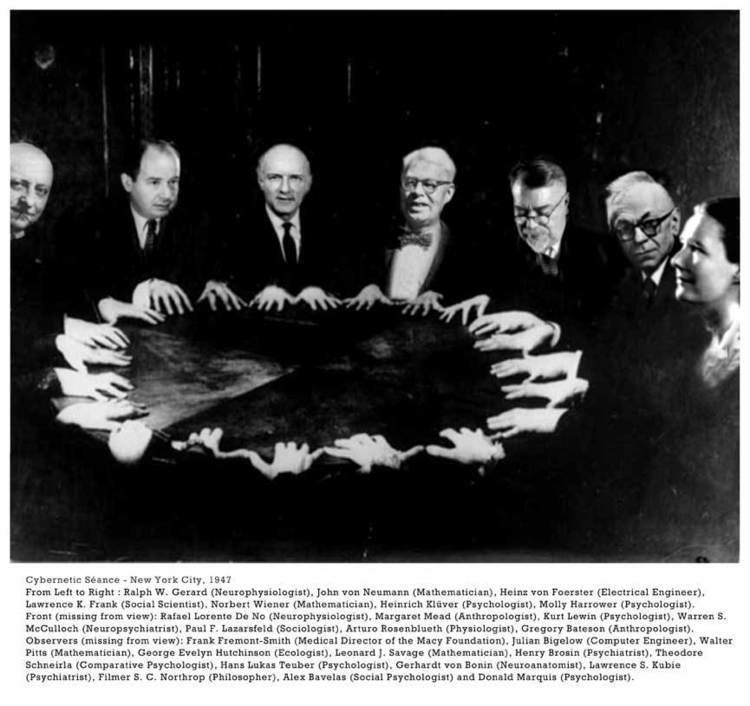 Cybernetic Séance - New York City, 1947
From Left to Right : Ralph W. Gerard (Neurophysiologist), John von Neumann (Mathematician), Heinz von Foerster (Electrical Engineer),
Lawrence K. Frank (Social Scientist), Norbert Wiener (Mathematician), Heinrich Klüver (Psychologist), Molly Harrower (Psychologist).
Front (missing from view): Rafael Lorente De No (Neurophysiologist), Margaret Mead (Anthropologist), Kurt Lewin (Psychologist), Warren S.
McCulloch (Neuropsychiatrist), Paul F. Lazarsfeld (Sociologist), Arturo Rosenblueth (Physiologist), Gregory Bateson (Anthropologist).
Observers (missing from view): Frank Fremont-Smith (Medical Director of the Macy Foundation), Julian Bigelow (Computer Engineer), Walter
Pitts (Mathematician), George Evelyn Hutchinson (Ecologist), Leonard J. Savage (Mathematician), Henry Brosin (Psychiatrist), Theodore
Schneirla (Comparative Psychologist), Hans Lukas Teuber (Psychologist), Gerhardt von Bonin (Neuroanatomist), Lawrence S. Kubie
(Psychiatrist), Filmer S. C. Northrop (Philosopher), Alex Bavelas (Social Psychologist) and Donald Marquis (Psychologist).